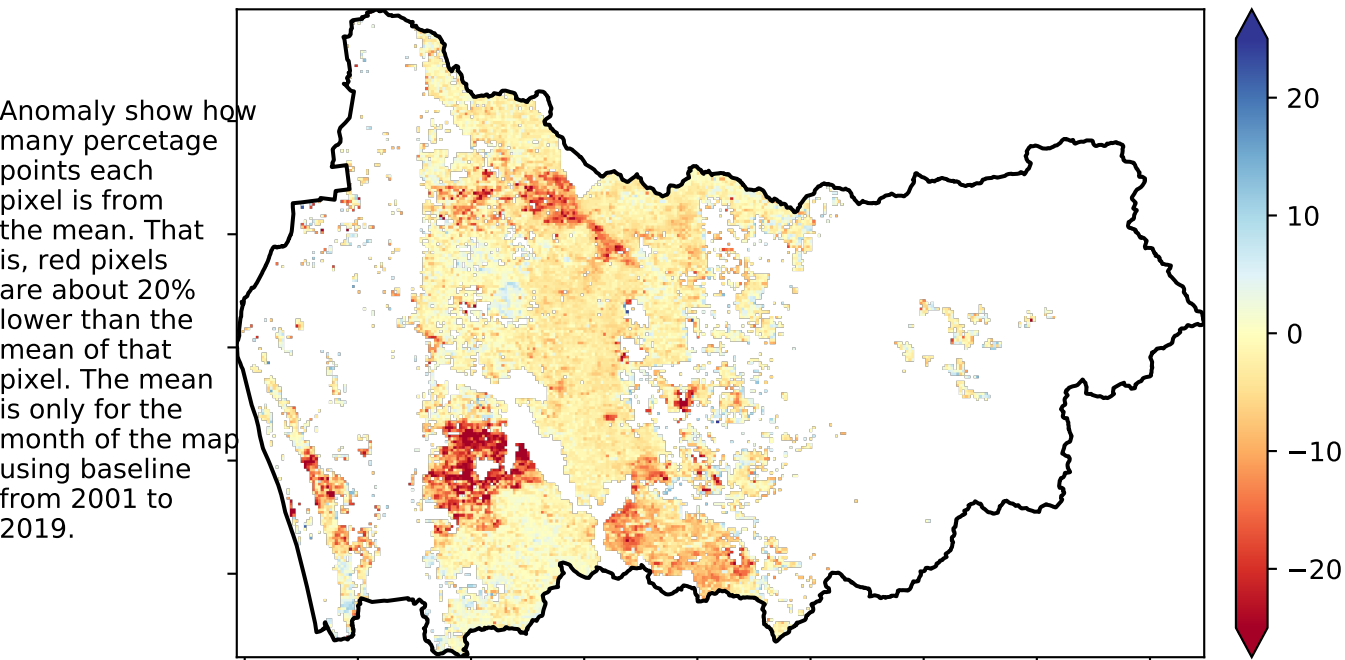 Anomaly show how
many percetage
points each
pixel is from
the mean. That
is, red pixels
are about 20%
lower than the
mean of that
pixel. The mean
is only for the
month of the map
using baseline
from 2001 to
2019.
20
10
0
−10
−20